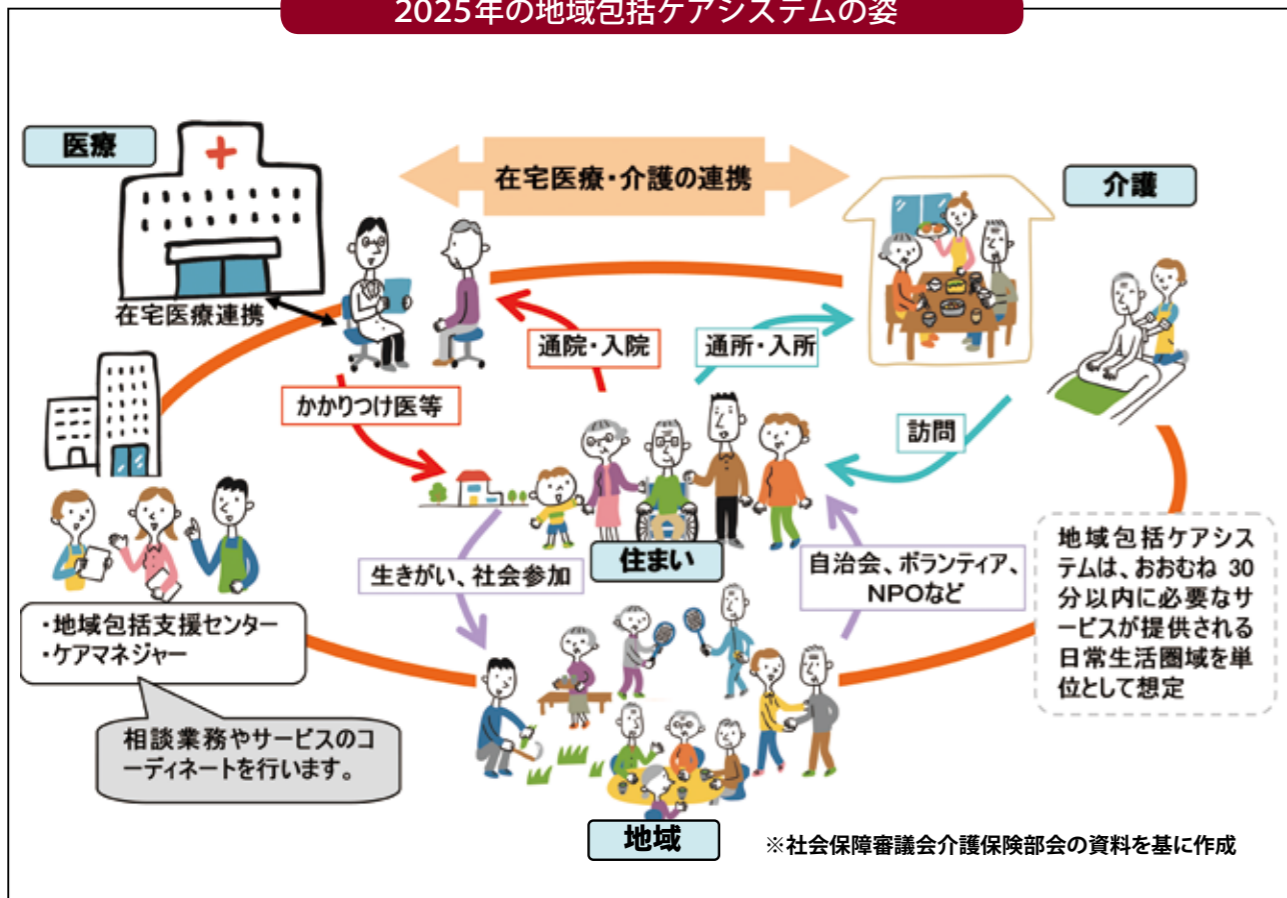 2025年の地域包括ケアシステムの姿
医療
在宅医療・介護の連携
介護
在宅医療連携
通院・入院
通所・入所
かかりつけ医等
訪問
住まい
生きがい、社会参加
自治会、ボランティア、
NPOなど
地域包括ケアシス
テムは、おおむね 30
分以内に必要なサ
ービスが提供される
日常生活圏域を単
位として想定
・地域包括支援センター
・ケアマネジャー
相談業務やサービスのコ
ーディネートを行います。
地域
※社会保障審議会介護保険部会の資料を基に作成